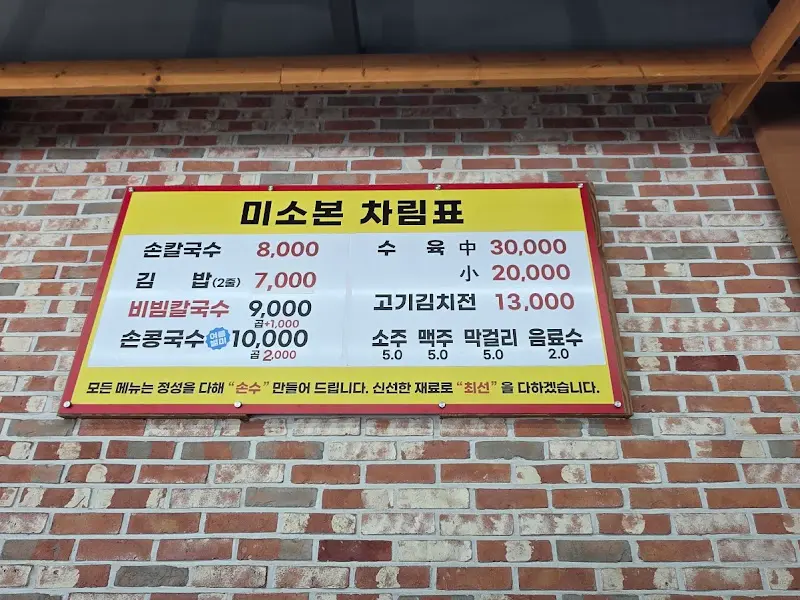 미소본 차림표
손칼국수 8,000
김 밥(2줄) 7,000
비빔칼국수 9,000
곱+1,000
손콩국수 여름별미 10,000
곱 2,000
수 육 中 30,000
小 20,000
고기김치전 13,000
소주 맥주 막걸리 음료수
5.0 5.0 5.0 2.0
모든 메뉴는 정성을 다해 “손수” 만들어 드립니다. 신선한 재료로 “최선” 을 다하겠습니다.